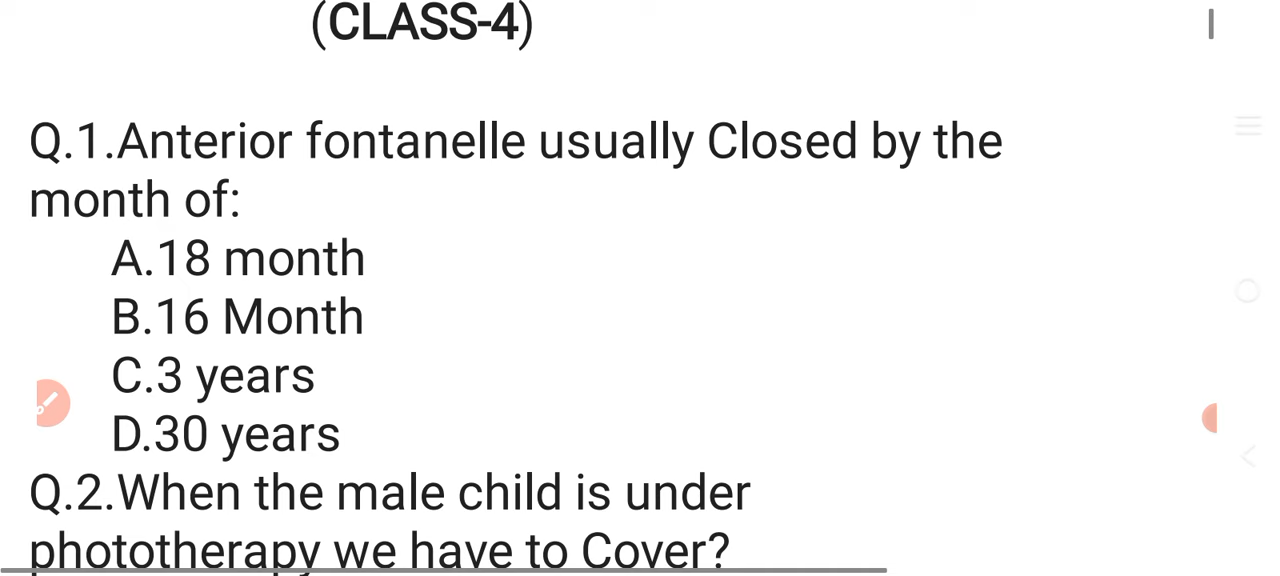 (CLASS-4)
Q.1.Anterior fontanelle usually Closed by the
month of:
A.18 month
B.16 Month
C.3 years
D.30 years
Q.2.When the male child is under
phototherapy we have to Cover?